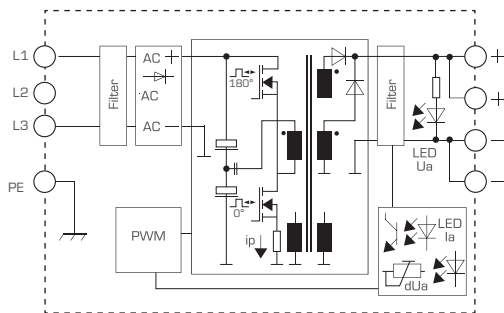 L1
L2
L3
PE
Filter
AC +
AC
AC −
180°
0°
ip
PWM
Filter
LED
Ua
LED
Ia
dUa
+
+
−
−